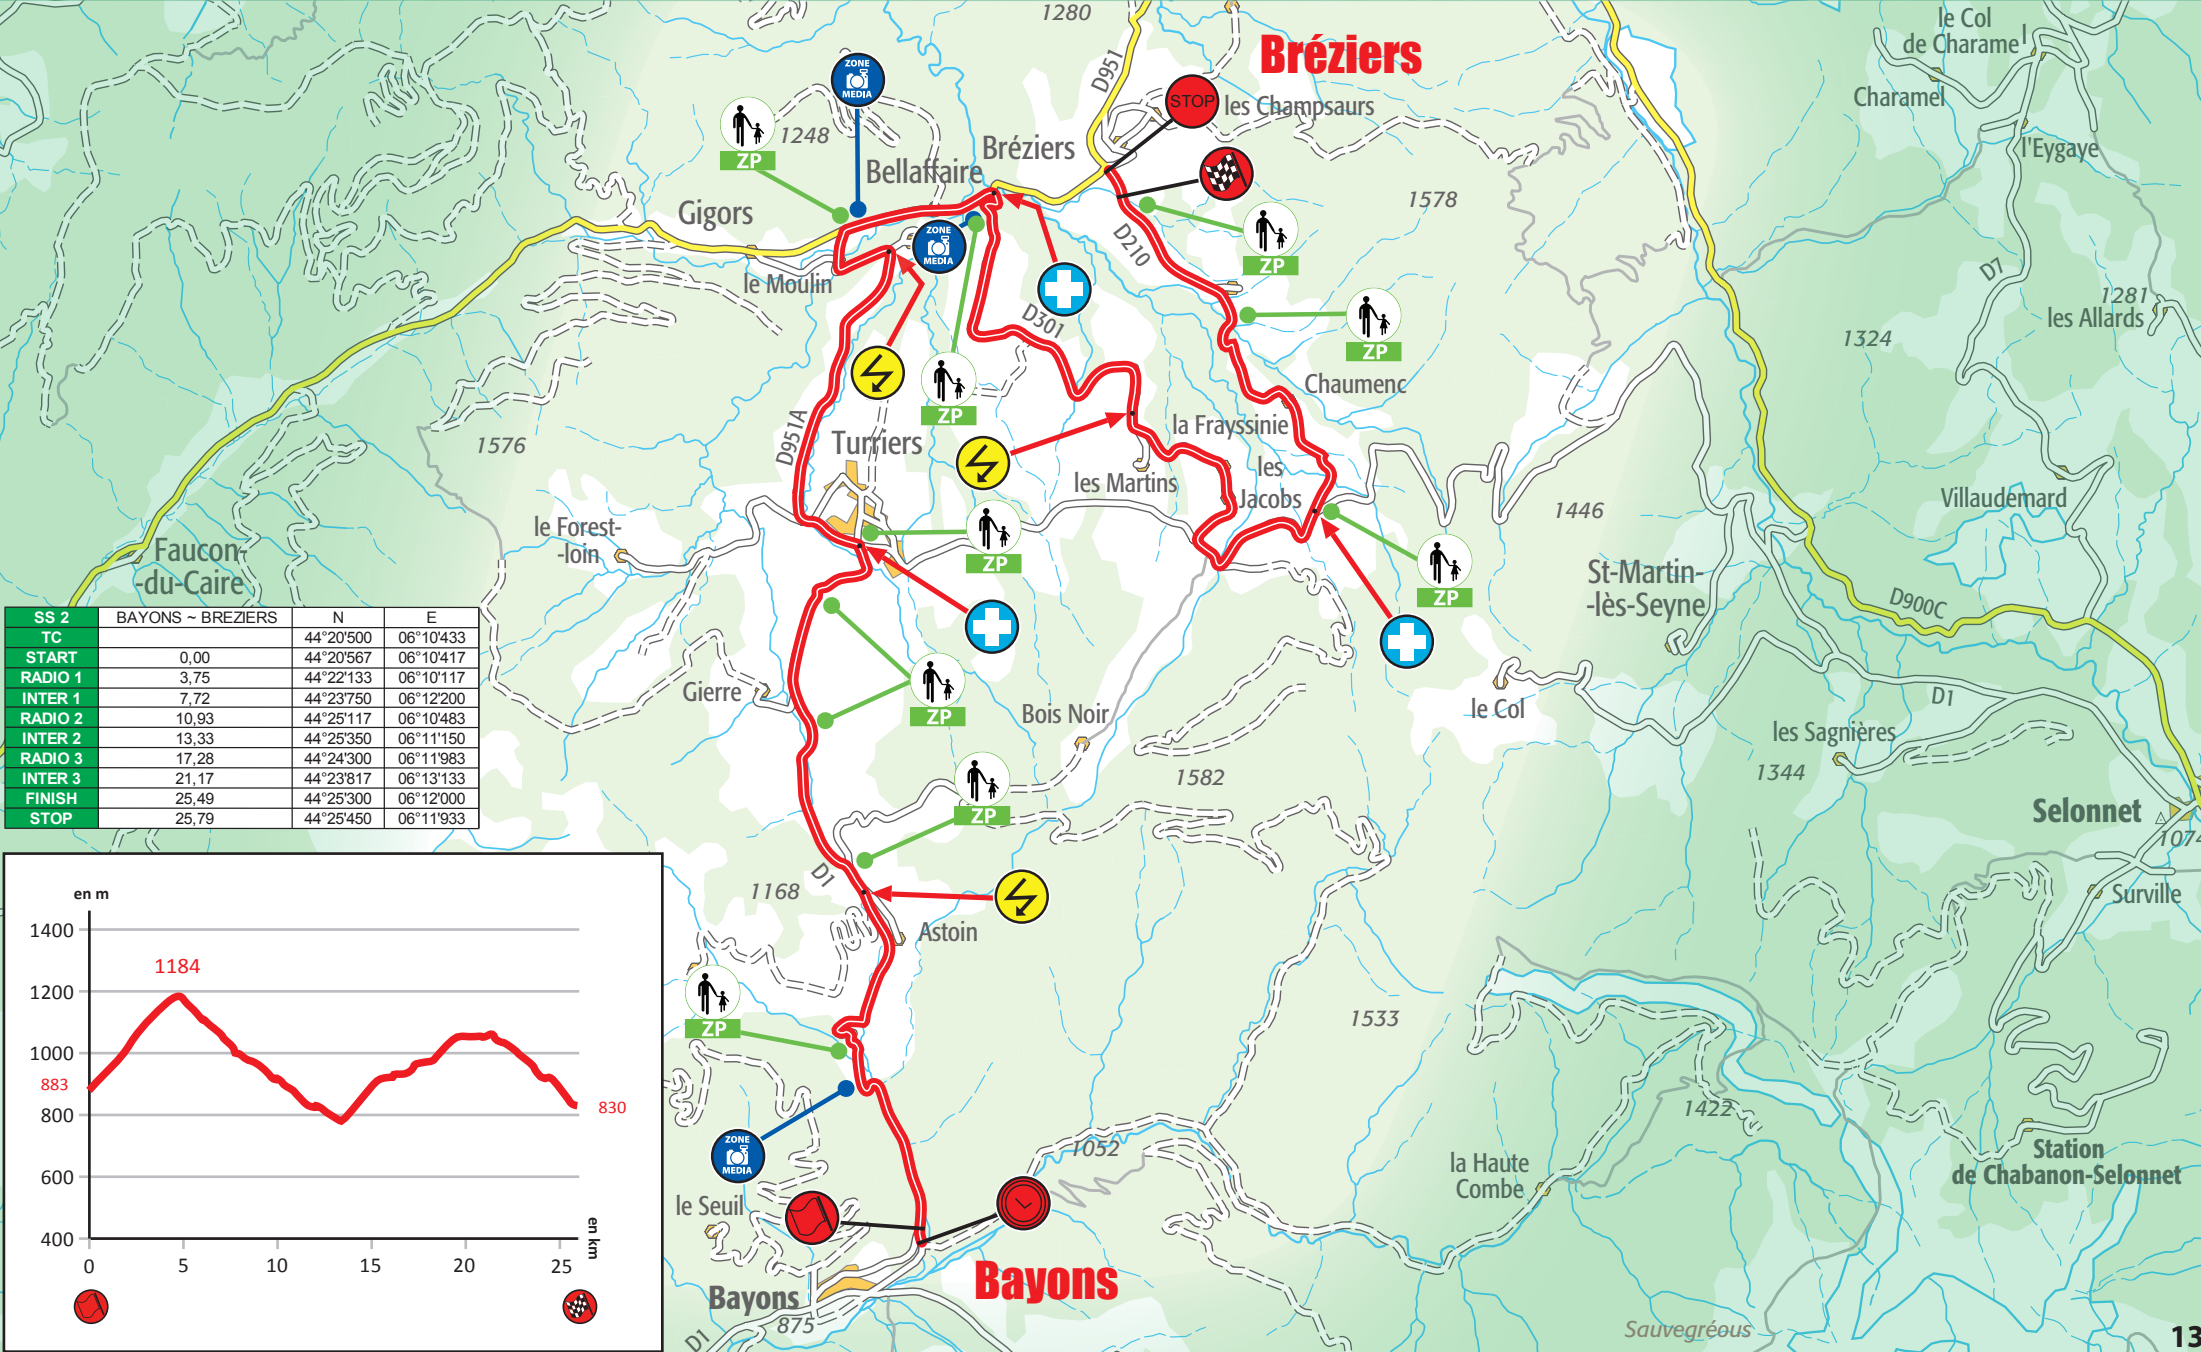 1280
le Col
de Charamel
Bréziers
D951
ZONE
MEDIA
STOP
les Champsaurs
Charamel
1248
ZP
Bréziers
l'Eygaye
Bellaffaire
1578
Gigors
ZONE
MEDIA
D210
ZP
le Moulin
D7
1281
les Allards
D301
1324
ZP
Chaumenc
ZP
D951A
Turriers
la Frayssinie
1576
les Martins
les
Jacobs
Villaudemard
1446
le Forest-
-loin
ZP
Faucon-
-du-Caire
St-Martin-
-lès-Seyne
ZP
D900C
SS 2 BAYONS ~ BREZIERS N E
TC 44°20'500 06°10'433
START 0,00 44°20'567 06°10'417
RADIO 1 3,75 44°22'133 06°10'117
INTER 1 7,72 44°23'750 06°12'200
RADIO 2 10,93 44°25'117 06°10'483
INTER 2 13,33 44°25'350 06°11'150
RADIO 3 17,28 44°24'300 06°11'983
INTER 3 21,17 44°23'817 06°13'133
FINISH 25,49 44°25'300 06°12'000
STOP 25,79 44°25'450 06°11'933
Gierre
ZP
Bois Noir
le Col
D1
les Sagnières
1344
1582
ZP
Selonnet
1074
D1
1168
Surville
Astoin
en m
1400
1184
1200
1000
883
800
830
600
400
en km
0 5 10 15 20 25
ZP
1533
1422
1052
ZONE
MEDIA
la Haute
Combe
Station
de Chabanon-Selonnet
le Seuil
Bayons
Bayons
875
D1
Sauvegréous
13